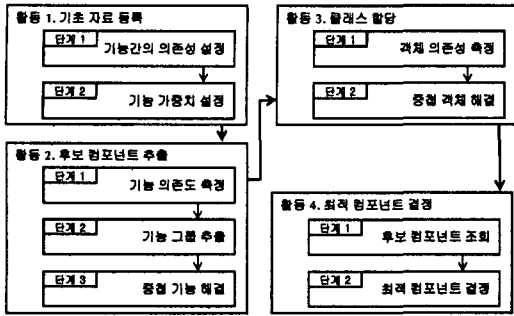 활동 1. 기초 자료 등록
단계 1
기능간의 의존성 설정
단계 2
기능 가중치 설정
활동 2. 후보 컴포넌트 추출
단계 1
기능 의존도 측정
단계 2
기능 그룹 추출
단계 3
중첩 기능 해결
활동 3. 클래스 할당
단계 1
객체 의존성 측정
단계 2
중첩 객체 해결
활동 4. 최적 컴포넌트 결정
단계 1
후보 컴포넌트 조회
단계 2
최적 컴포넌트 결정